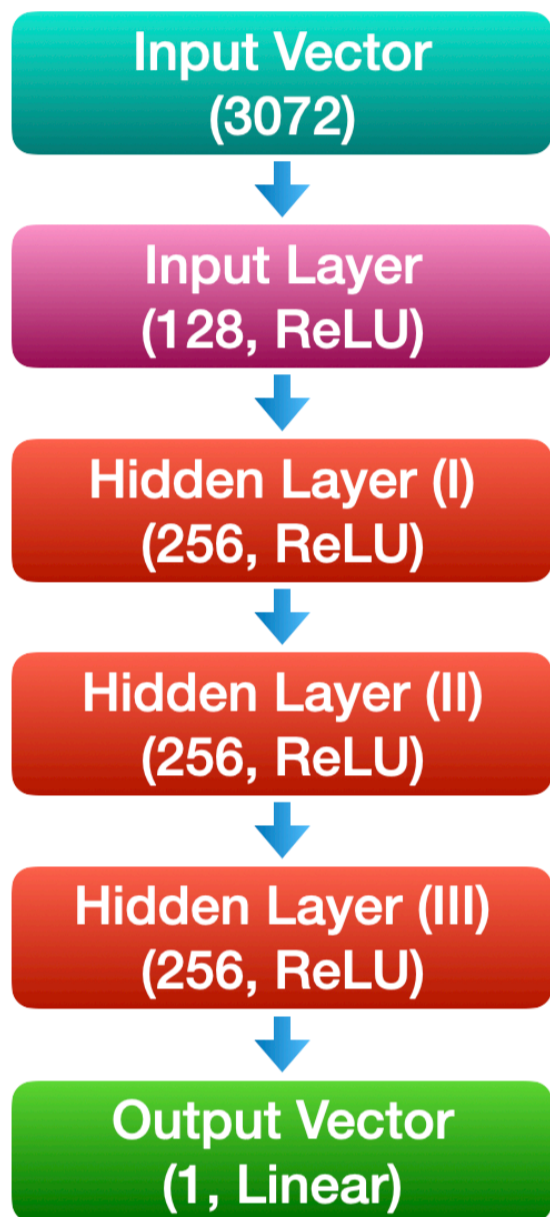 Input Vector
(3072)
Input Layer
(128, ReLU)
Hidden Layer (I)
(256, ReLU)
Hidden Layer (II)
(256, ReLU)
Hidden Layer (III)
(256, ReLU)
Output Vector
(1, Linear)